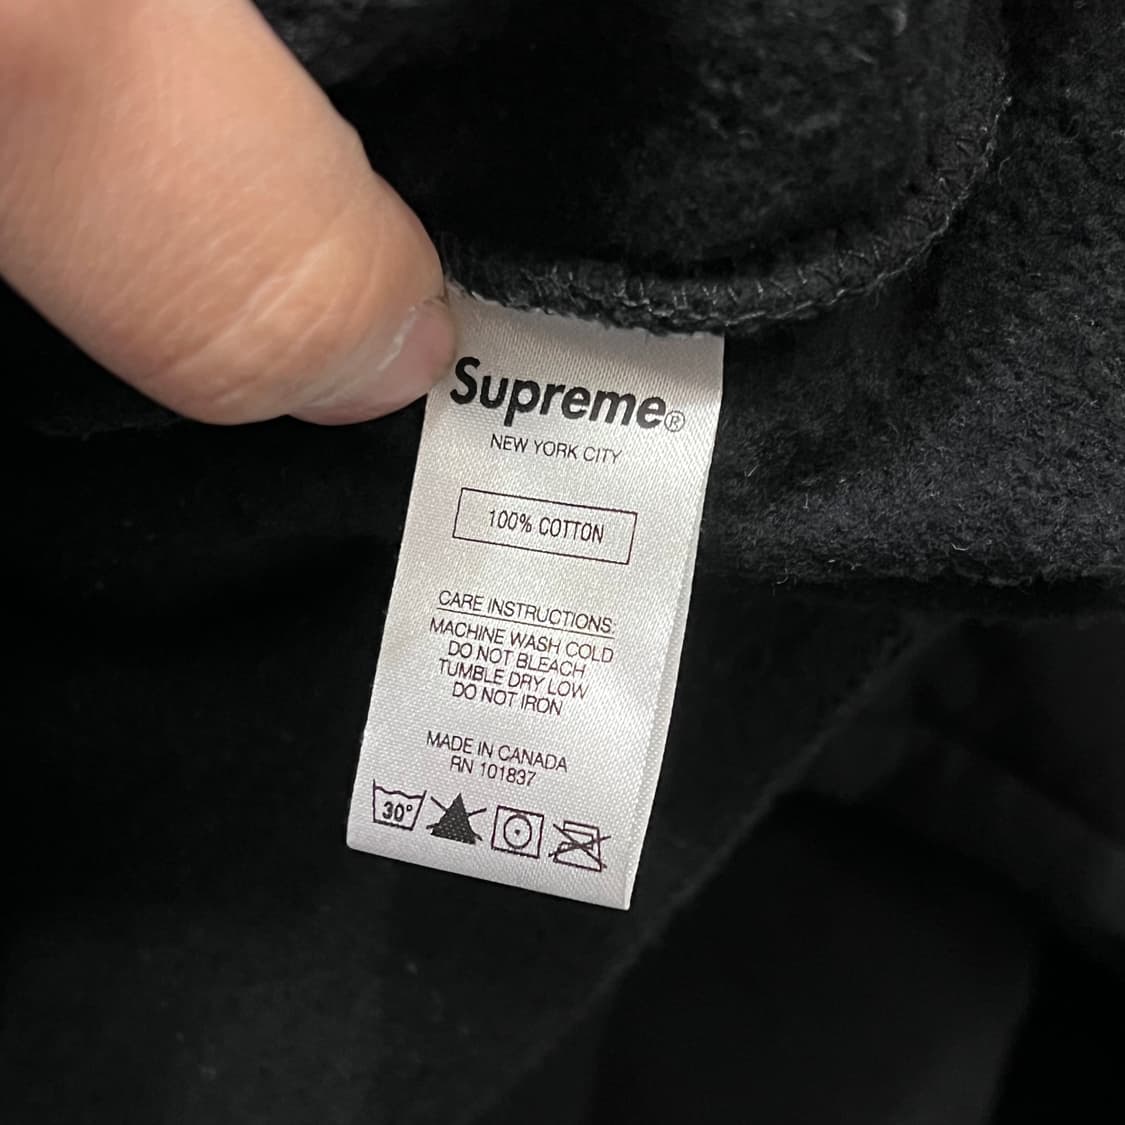 Supreme®
NEW YORK CITY
100% COTTON
CARE INSTRUCTIONS:
MACHINE WASH COLD
DO NOT BLEACH
TUMBLE DRY LOW
DO NOT IRON
MADE IN CANADA
RN 101837
30°